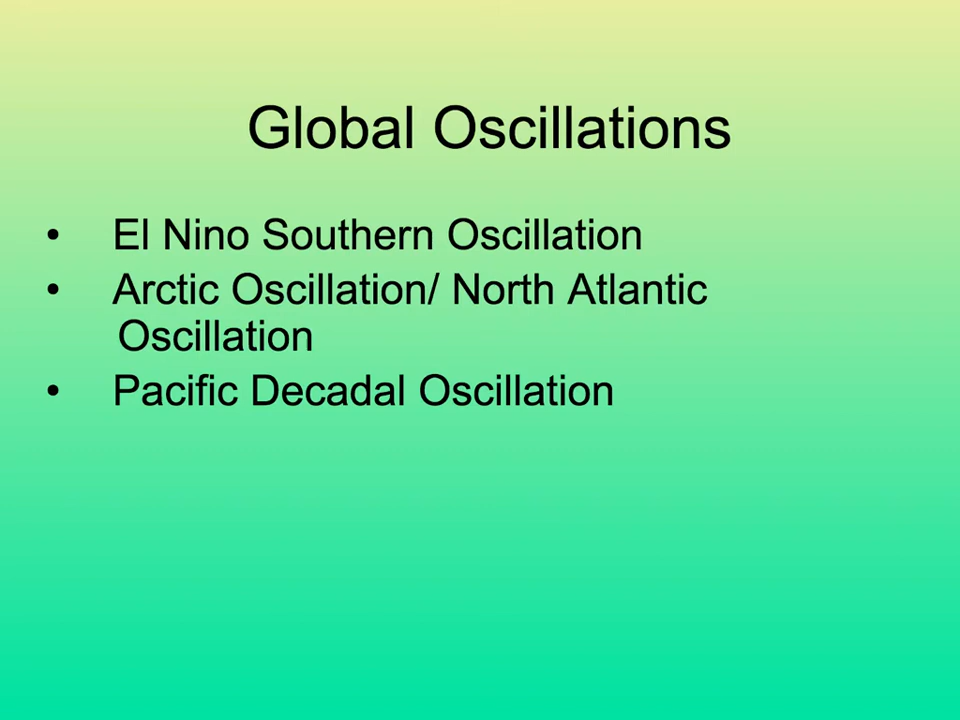 Global Oscillations
• El Nino Southern Oscillation
• Arctic Oscillation/ North Atlantic
Oscillation
• Pacific Decadal Oscillation